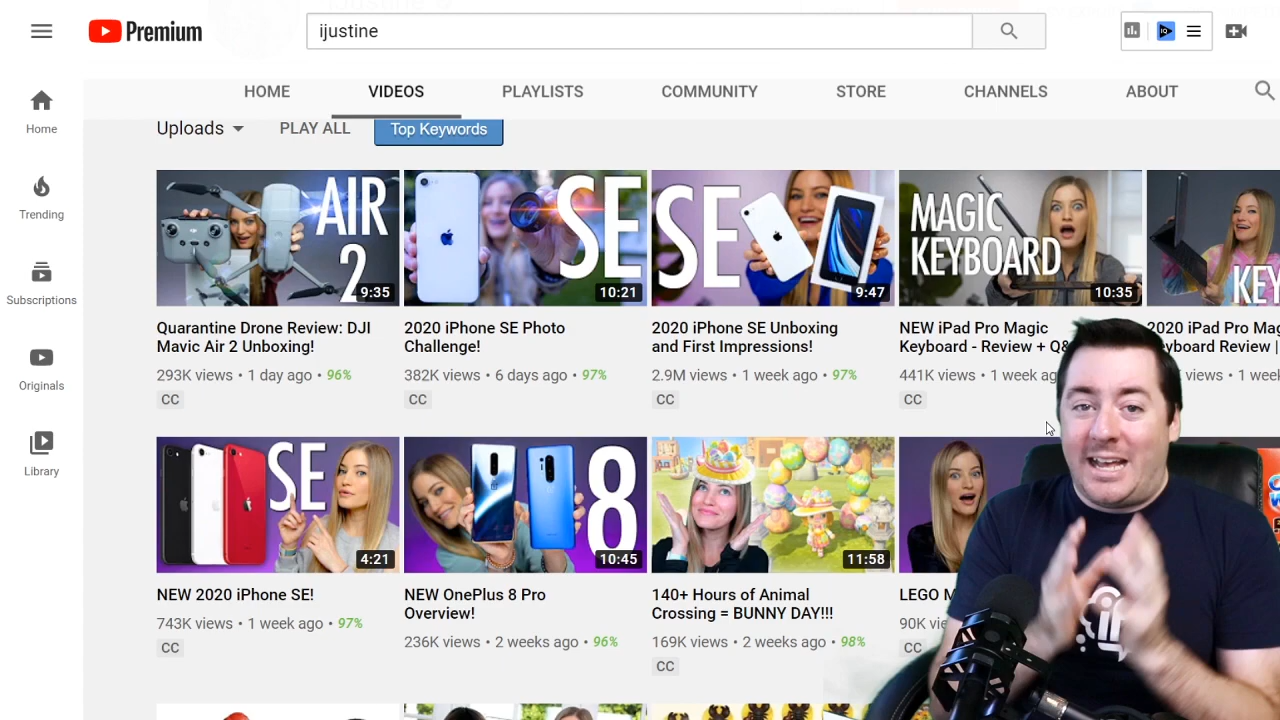 Premium
ijustine
HOME
VIDEOS
PLAYLISTS
COMMUNITY
STORE
CHANNELS
ABOUT
Home
Trending
Subscriptions
Originals
Library
Uploads
PLAY ALL
Top Keywords
AIR
2
9:35
Quarantine Drone Review: DJI
Mavic Air 2 Unboxing!
293K views • 1 day ago • 96%
CC
SE
10:21
2020 iPhone SE Photo
Challenge!
382K views • 6 days ago • 97%
CC
SE
9:47
2020 iPhone SE Unboxing
and First Impressions!
2.9M views • 1 week ago • 97%
CC
MAGIC
KEYBOARD
10:35
NEW iPad Pro Magic
Keyboard - Review + Q&
441K views • 1 week
CC
KEY
2020 iPad Pro
Review |
views • 1
SE
4:21
NEW 2020 iPhone SE!
743K views • 1 week ago • 97%
CC
8
10:45
NEW OnePlus 8 Pro
Overview!
236K views • 2 weeks ago • 96%
11:58
140+ Hours of Animal
Crossing = BUNNY DAY!!!
169K views • 2 weeks ago • 98%
CC
LEGO
90K
CC